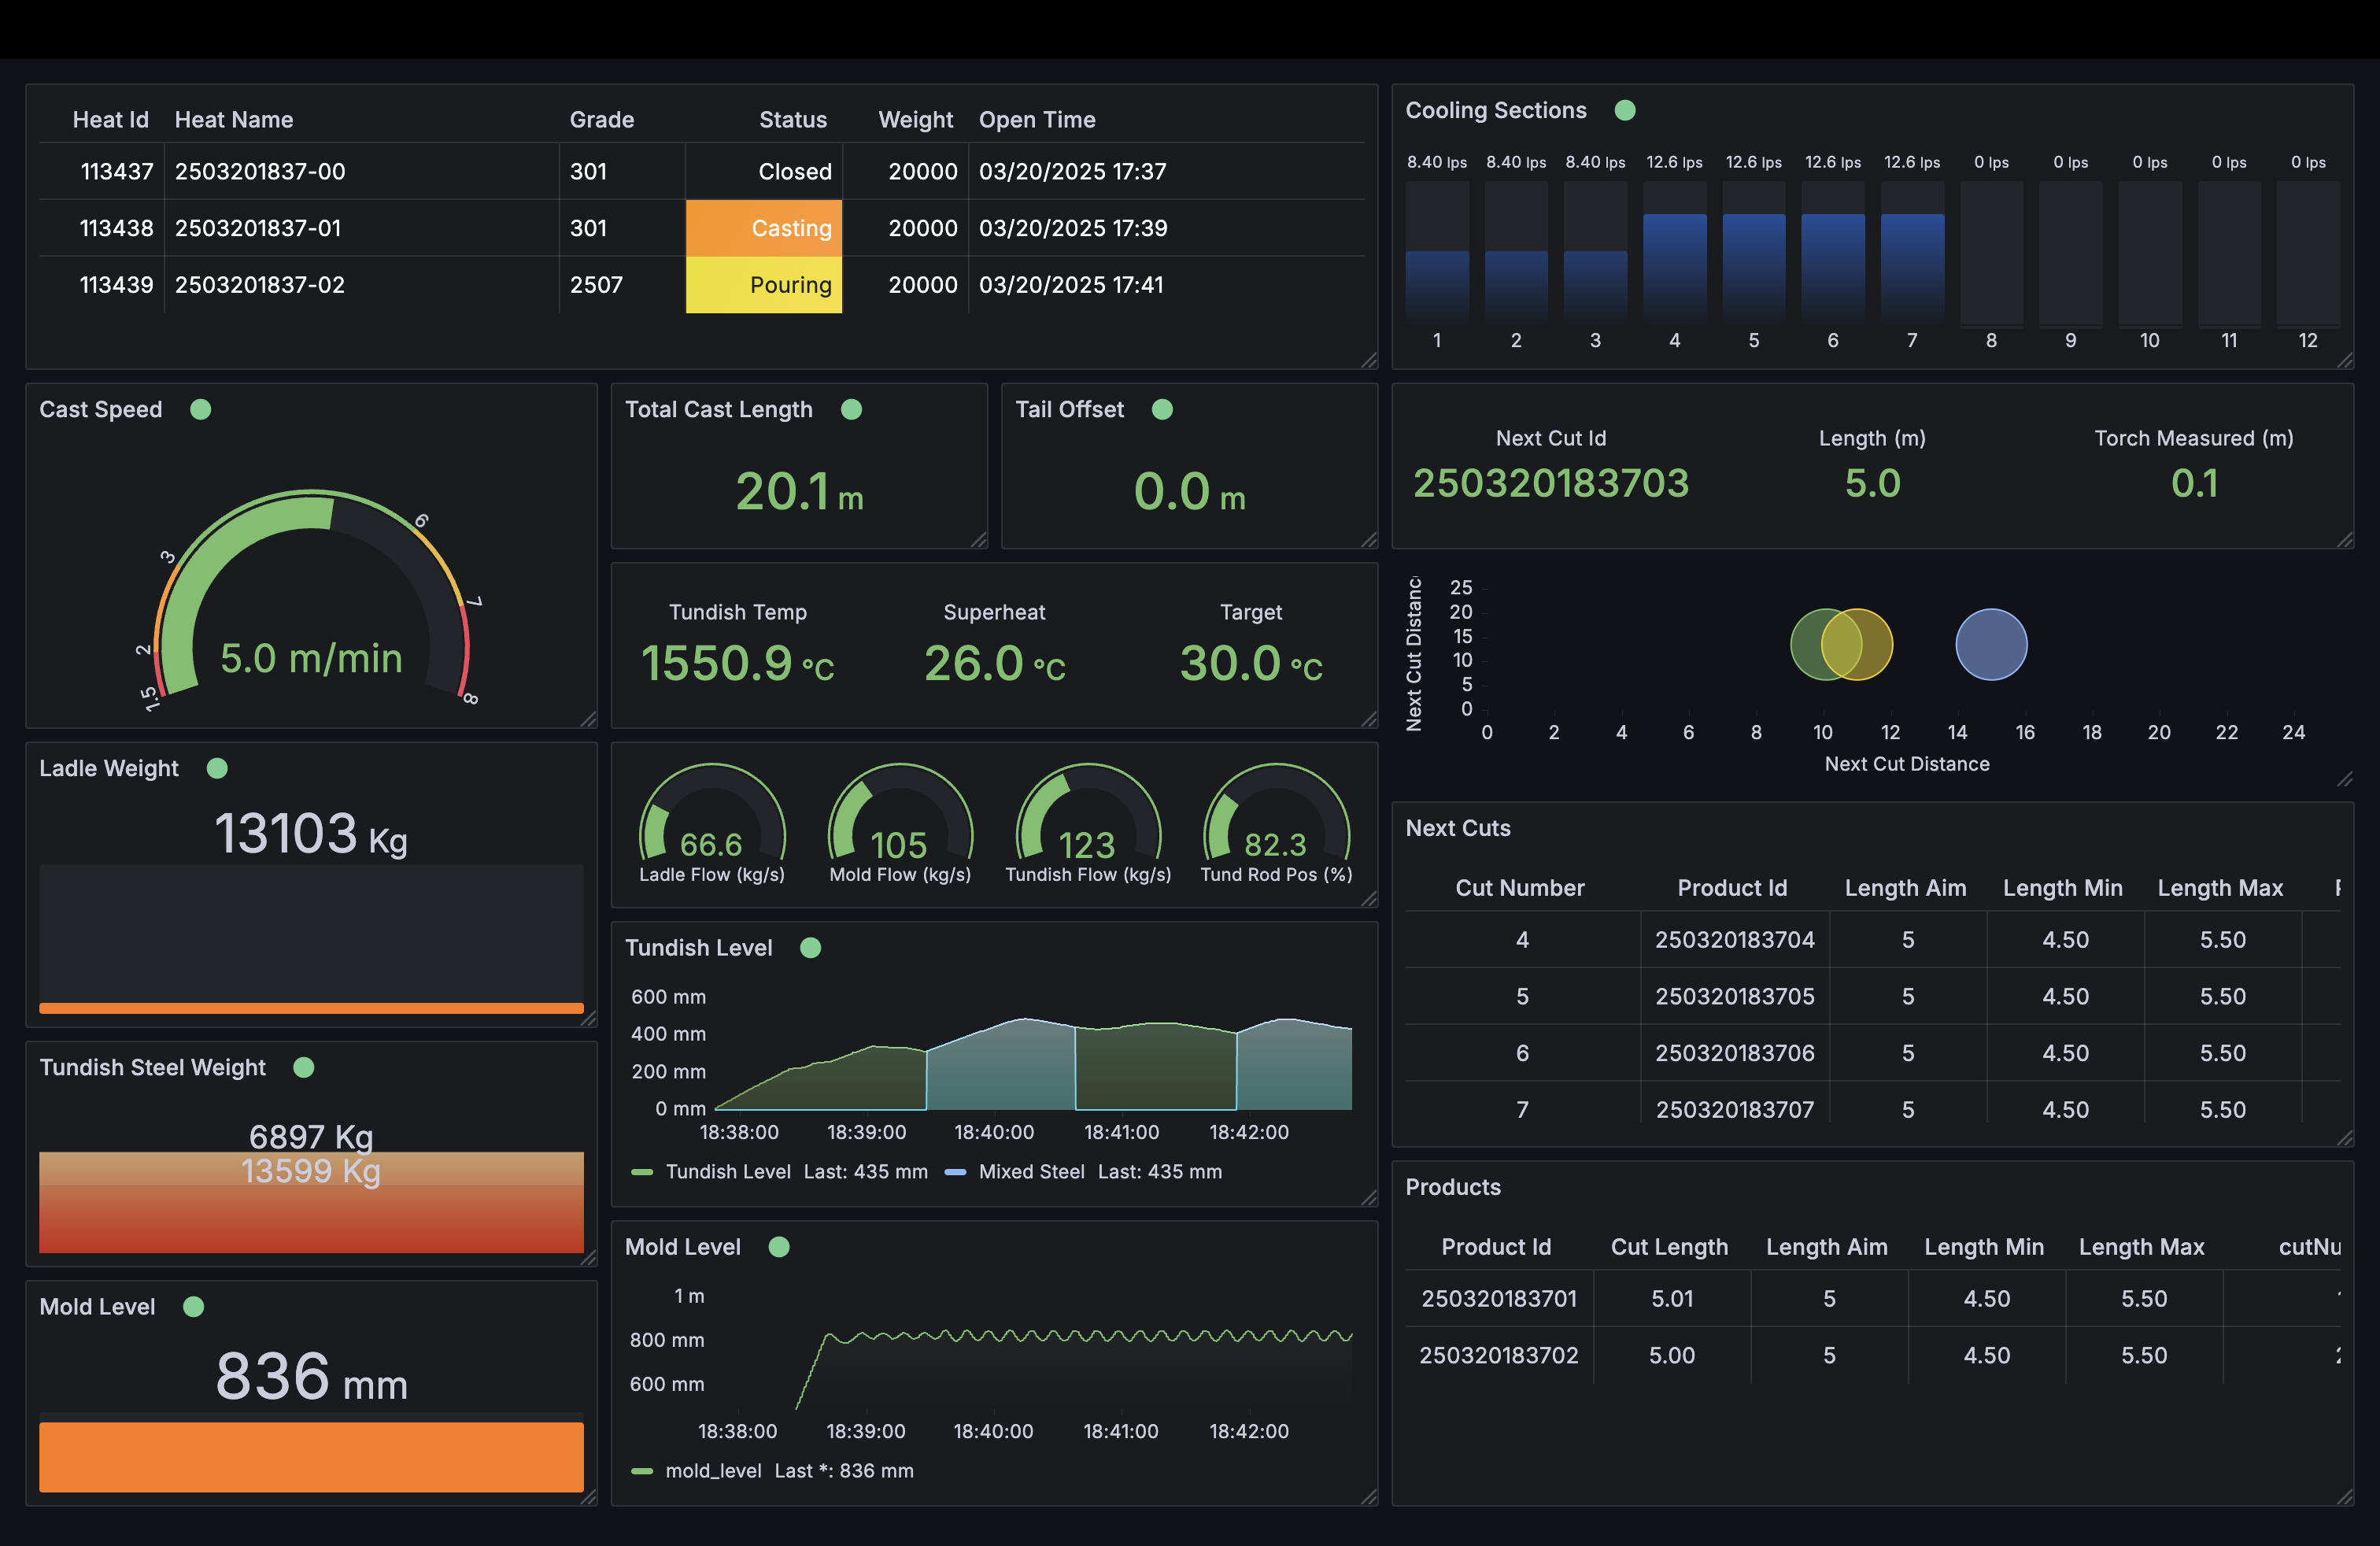 Heat Id Heat Name Grade Status Weight Open Time
113437 2503201837-00 301 Closed 20000 03/20/2025 17:37
113438 2503201837-01 301 Casting 20000 03/20/2025 17:39
113439 2503201837-02 2507 Pouring 20000 03/20/2025 17:41
Cooling Sections
8.40 lps 8.40 lps 8.40 lps 12.6 lps 12.6 lps 12.6 lps 12.6 lps 0 lps 0 lps 0 lps 0 lps 0 lps
1 2 3 4 5 6 7 8 9 10 11 12
Cast Speed
1.5 2 3 6 7 8
5.0 m/min
Total Cast Length
20.1 m
Tail Offset
0.0 m
Next Cut Id Length (m) Torch Measured (m)
250320183703 5.0 0.1
Tundish Temp Superheat Target
1550.9 °C 26.0 °C 30.0 °C
Next Cut Distanc
25
20
15
10
5
0
0 2 4 6 8 10 12 14 16 18 20 22 24
Next Cut Distance
Ladle Weight
13103 Kg
66.6 105 123 82.3
Ladle Flow (kg/s) Mold Flow (kg/s) Tundish Flow (kg/s) Tund Rod Pos (%)
Next Cuts
Cut Number Product Id Length Aim Length Min Length Max
4 250320183704 5 4.50 5.50
5 250320183705 5 4.50 5.50
6 250320183706 5 4.50 5.50
7 250320183707 5 4.50 5.50
Tundish Level
600 mm
400 mm
200 mm
0 mm
18:38:00 18:39:00 18:40:00 18:41:00 18:42:00
Tundish Level Last: 435 mm Mixed Steel Last: 435 mm
Tundish Steel Weight
6897 Kg
13599 Kg
Products
Product Id Cut Length Length Aim Length Min Length Max cutNu
250320183701 5.01 5 4.50 5.50
250320183702 5.00 5 4.50 5.50
Mold Level
1 m
800 mm
600 mm
18:38:00 18:39:00 18:40:00 18:41:00 18:42:00
mold_level Last *: 836 mm
Mold Level
836 mm